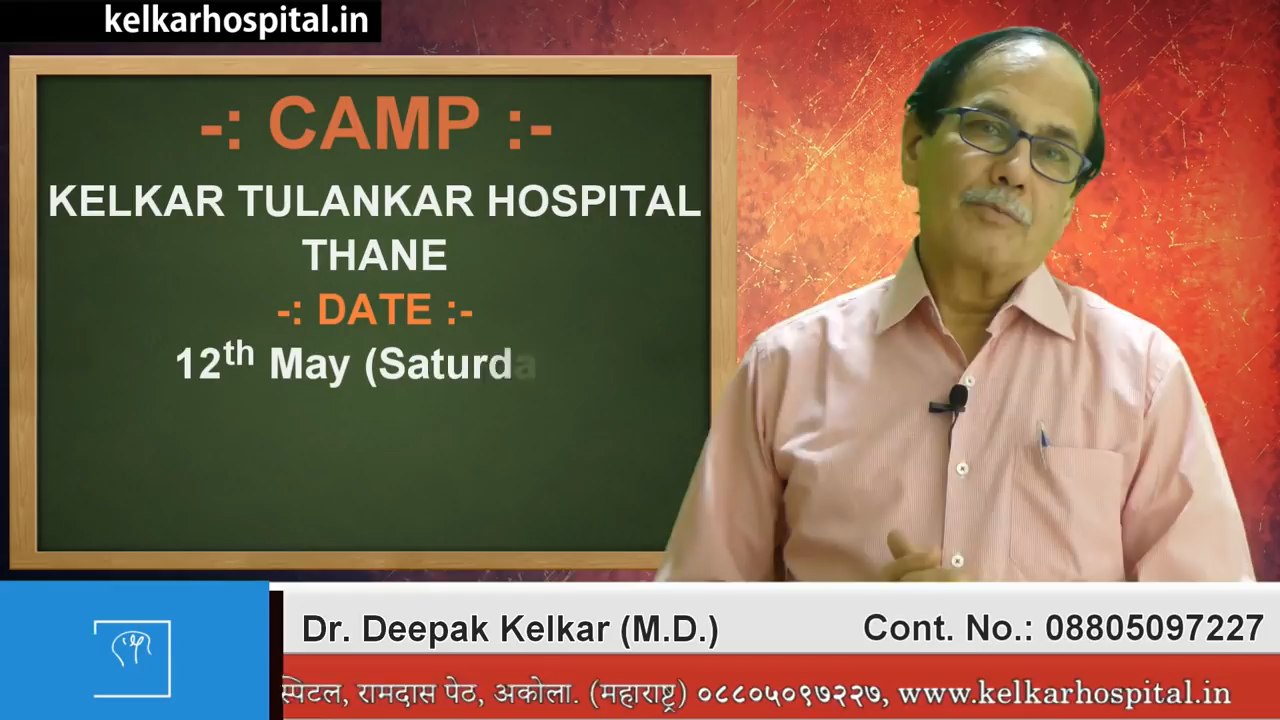 kelkarhospital.in
-: CAMP :-
KELKAR TULANKAR HOSPITAL
THANE
-: DATE :-
12th May (Saturda
Dr. Deepak Kelkar (M.D.)
Cont. No.: 08805097227
स्पिटल, रामदास पेठ, अकोला. (महाराष्ट्र) ०८८०५०९७२२७, www.kelkarhospital.in